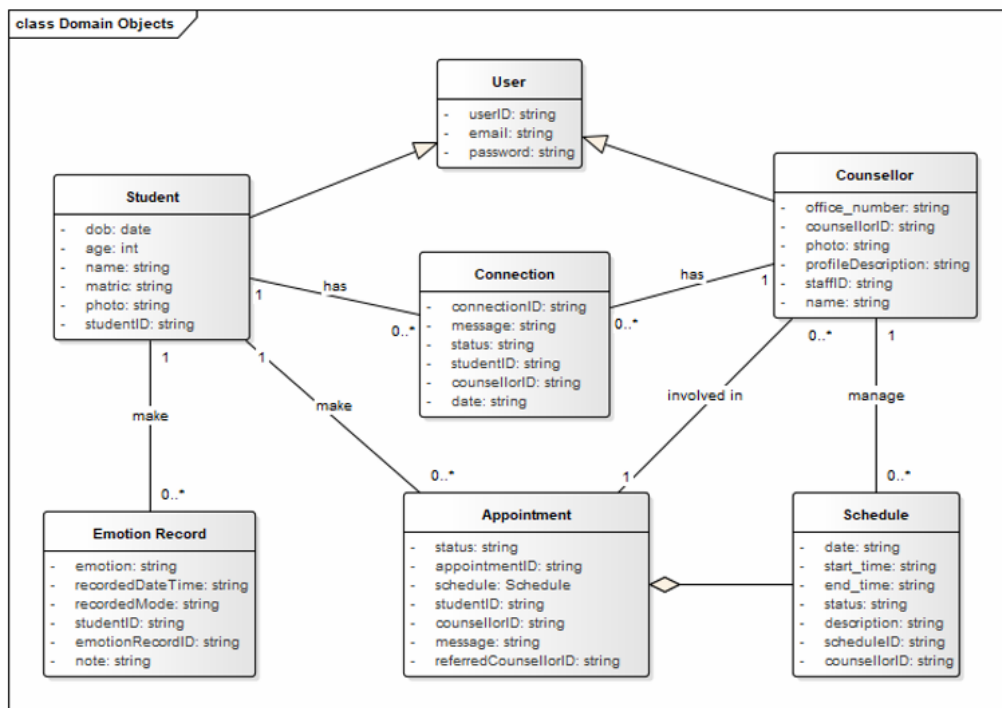 class Domain Objects
User
- userID: string
- email: string
- password: string
Student
- dob: date
- age: int
- name: string
- matric: string
- photo: string
- studentID: string
Counsellor
- office_number: string
- counsellorID: string
- photo: string
- profileDescription: string
- staffID: string
- name: string
Connection
- connectionID: string
- message: string
- status: string
- studentID: string
- counsellorID: string
- date: string
1
has
0..*
has
1
0..*
1
make
0..*
1
make
0..*
0..*
involved in
1
1
manage
0..*
Emotion Record
- emotion: string
- recordedDateTime: string
- recordedMode: string
- studentID: string
- emotionRecordID: string
- note: string
Appointment
- status: string
- appointmentID: string
- schedule: Schedule
- studentID: string
- counsellorID: string
- message: string
- referredCounsellorID: string
Schedule
- date: string
- start_time: string
- end_time: string
- status: string
- description: string
- scheduleID: string
- counsellorID: string